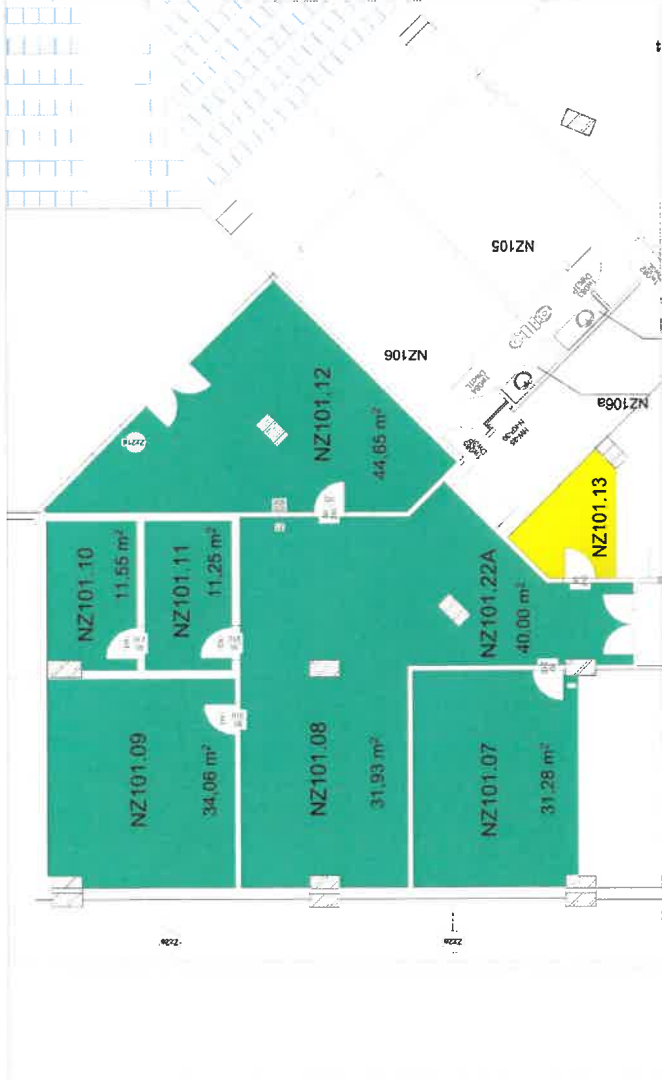 NZ101.10
11,55 m²
NZ101.11
11,25 m²
NZ101.12
44,65 m²
NZ101.09
34,06 m²
NZ101.08
31,93 m²
NZ101.22A
40,00 m²
NZ101.07
31,28 m²
NZ101.13
NZ105
NZ106
NZ106a